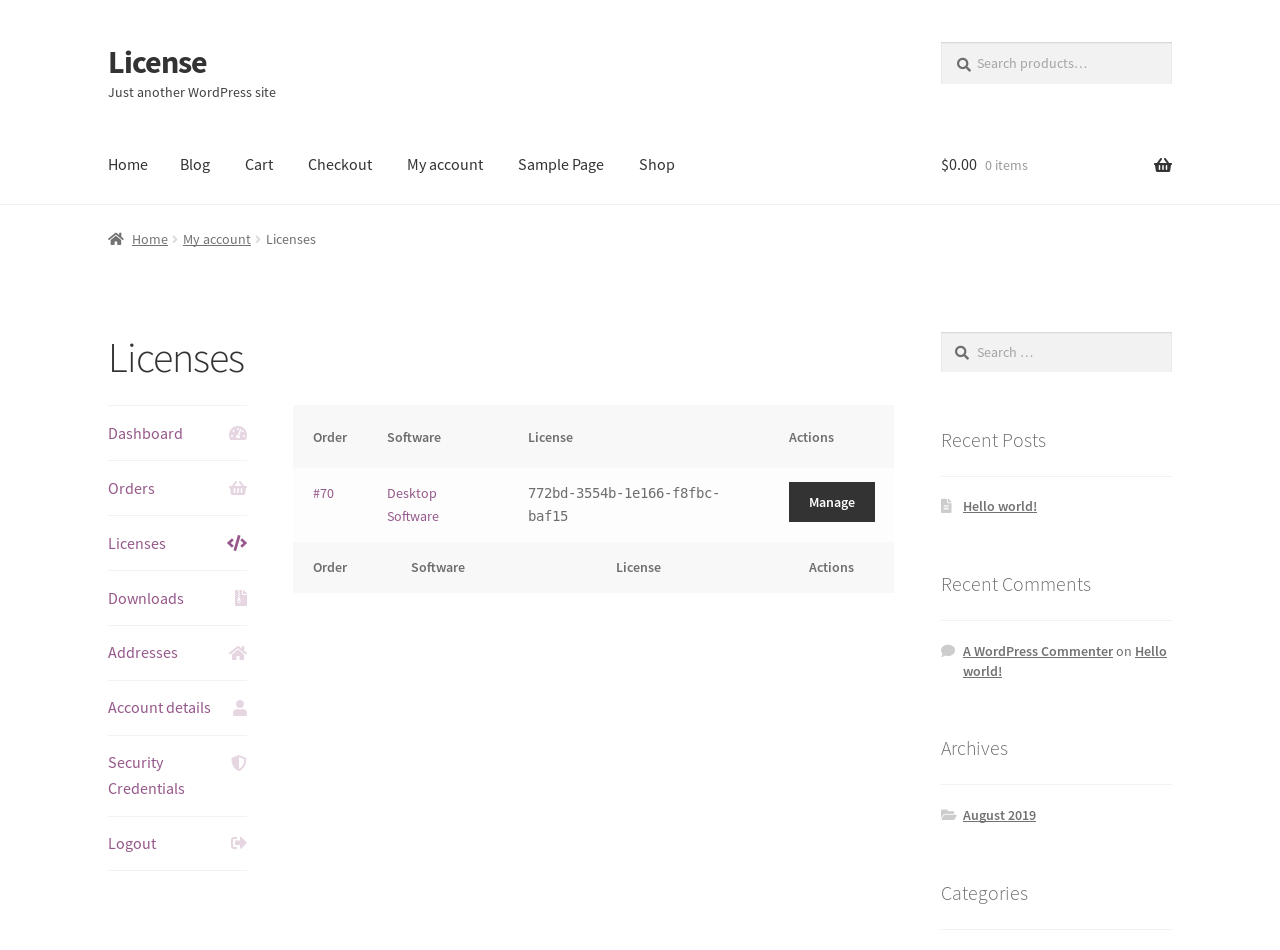 License
Just another WordPress site
Search products…
Home Blog Cart Checkout My account Sample Page Shop
$0.00 0 items
Home My account Licenses
Licenses
Dashboard
Orders
Licenses
Downloads
Addresses
Account details
Security
Credentials
Logout
Order Software License Actions
#70 Desktop Software 772bd-3554b-1e166-f8fbc-baf15 Manage
Order Software License Actions
Search …
Recent Posts
Hello world!
Recent Comments
A WordPress Commenter on Hello
world!
Archives
August 2019
Categories